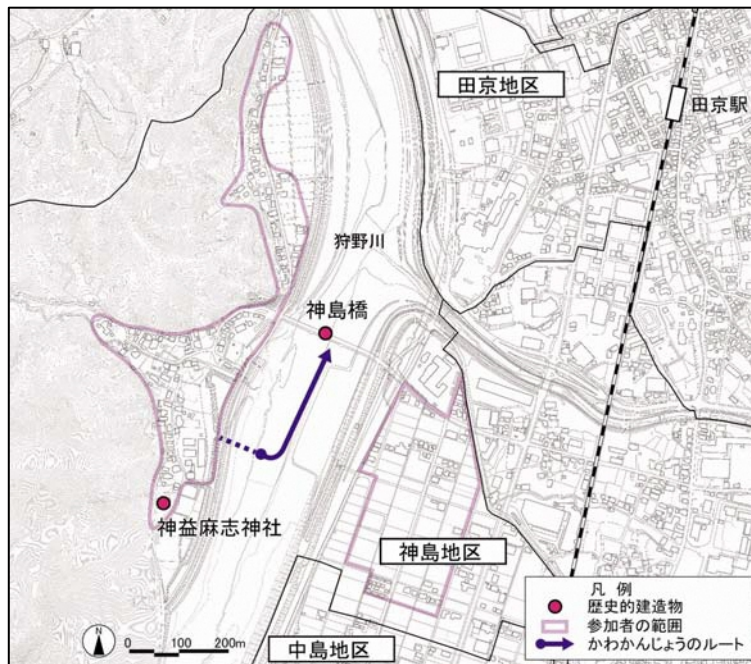 田京地区
田京駅
狩野川
神島橋
神益麻志神社
神島地区
中島地区
N
0 100 200m
凡 例
歴史的建造物
参加者の範囲
かわかんじょうのルート